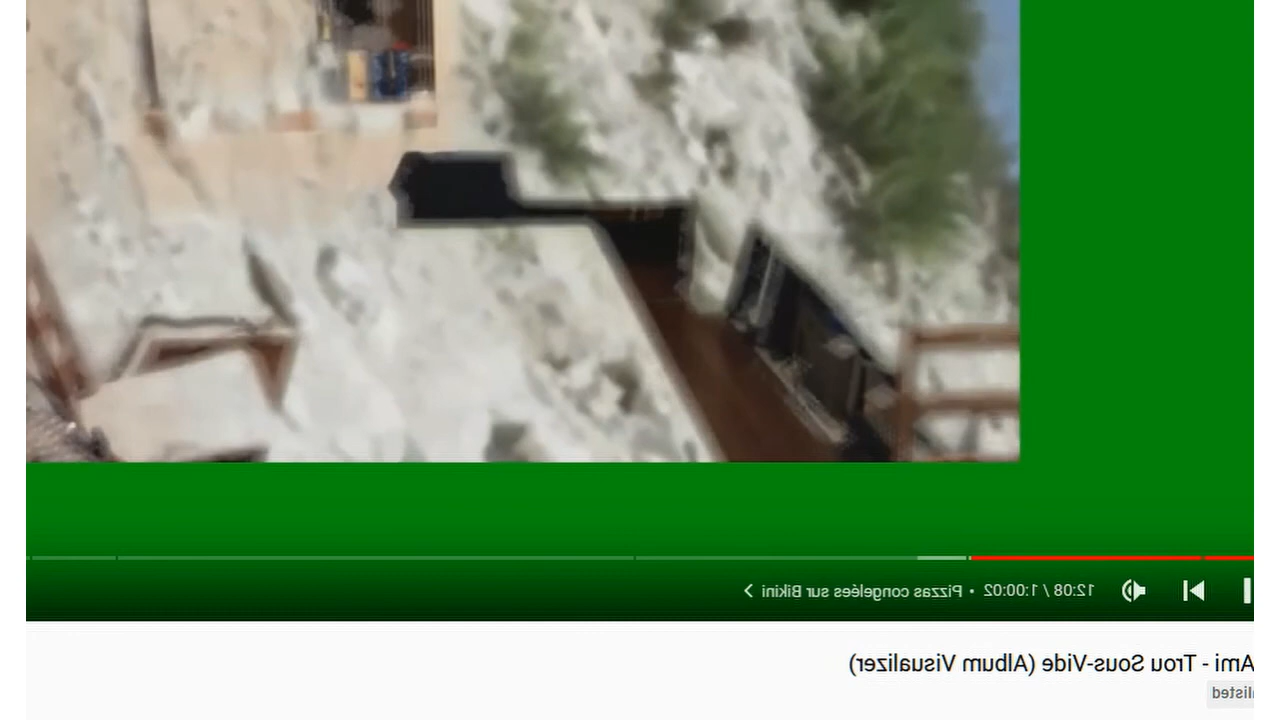 12:08 / 1:00:02 • Pizzas congelées sur Bikini
Ami - Trou Sous-Vide (Album Visualizer)